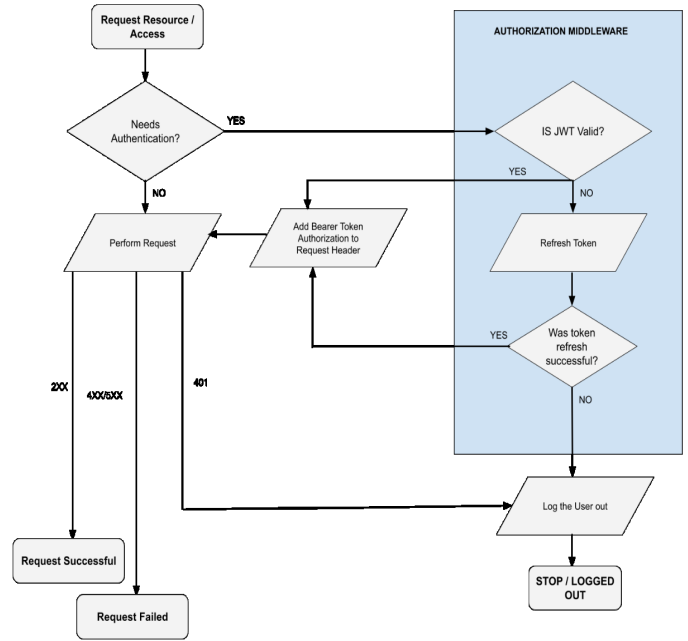 Request Resource /
Access
AUTHORIZATION MIDDLEWARE
Needs
Authentication?
YES
IS JWT Valid?
YES
NO
NO
Perform Request
Add Bearer Token
Authorization to
Request Header
Refresh Token
YES
Was token
refresh
successful?
2XX
4XX/5XX
401
NO
Log the User out
Request Successful
STOP / LOGGED
OUT
Request Failed